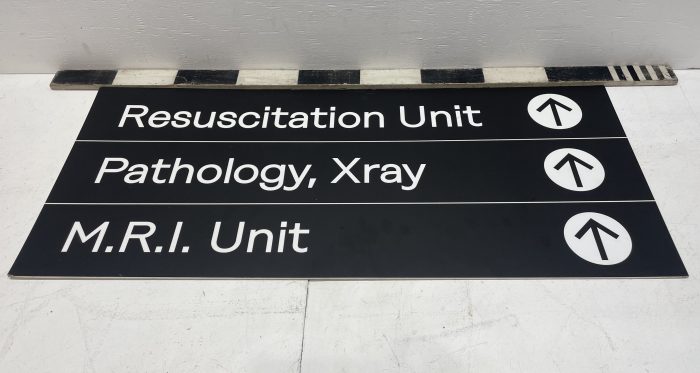 Resuscitation Unit
Pathology, Xray
M.R.I. Unit